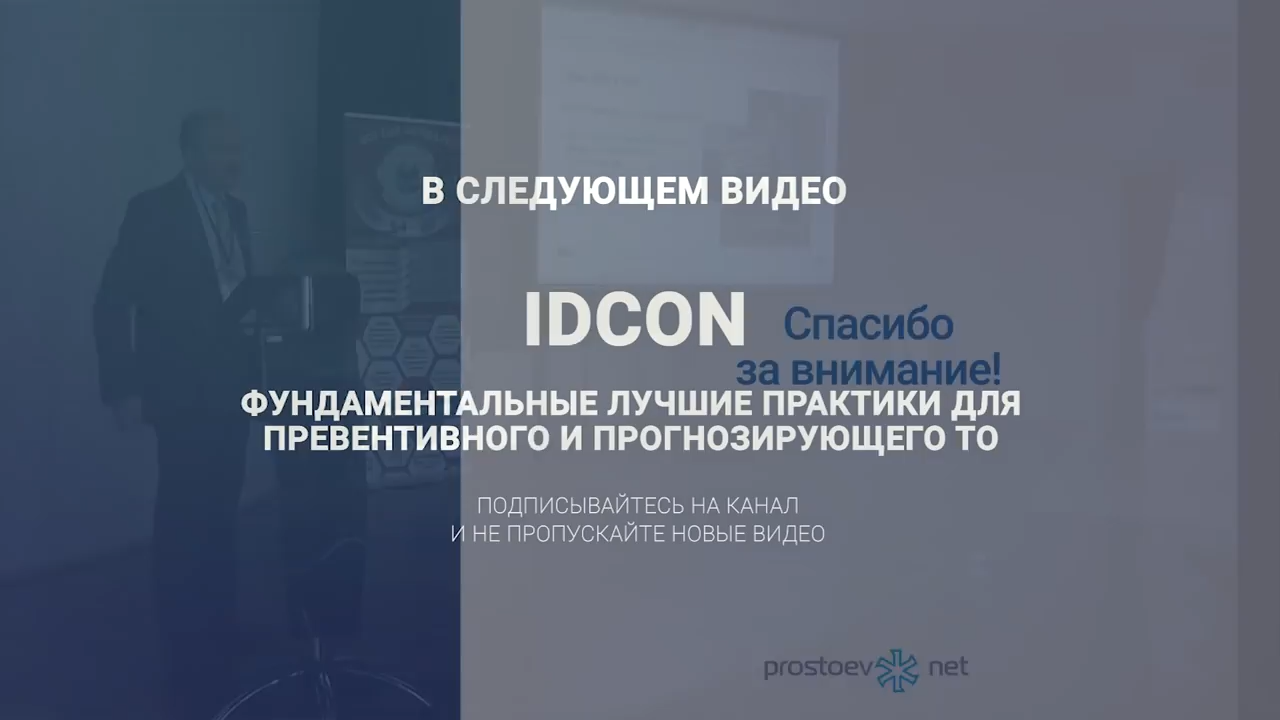 В СЛЕДУЮЩЕМ ВИДЕО
IDCON
Спасибо
за внимание!
ФУНДАМЕНТАЛЬНЫЕ ЛУЧШИЕ ПРАКТИКИ ДЛЯ
ПРЕВЕНТИВНОГО И ПРОГНОЗИРУЮЩЕГО ТО
ПОДПИСЫВАЙТЕСЬ НА КАНАЛ
И НЕ ПРОПУСКАЙТЕ НОВЫЕ ВИДЕО
prostoev net